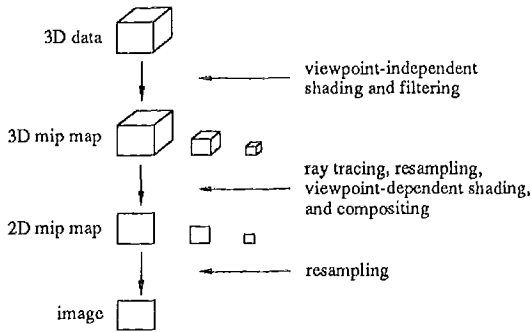 3D data
viewpoint-independent
shading and filtering
3D mip map
ray tracing, resampling,
viewpoint-dependent shading,
and compositing
2D mip map
resampling
image